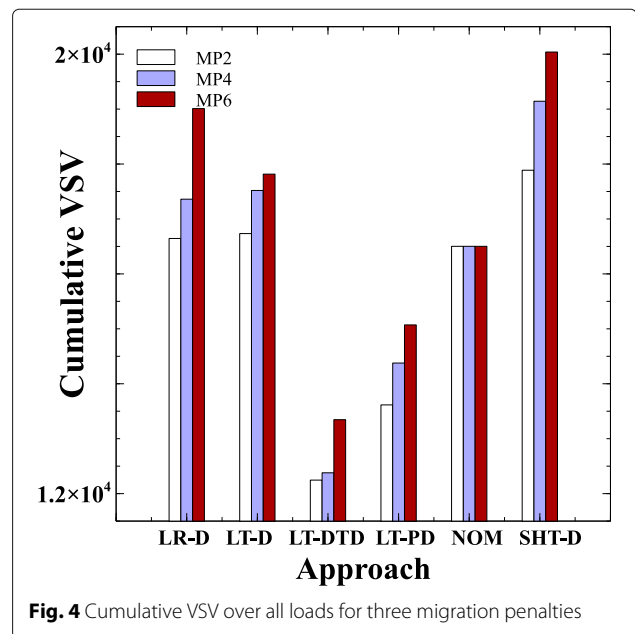 2×10⁴
MP2
MP4
MP6
Cumulative VSV
1.2×10⁴
LR-D LT-D LT-DTD LT-PD NOM SHT-D
Approach
Fig. 4 Cumulative VSV over all loads for three migration penalties